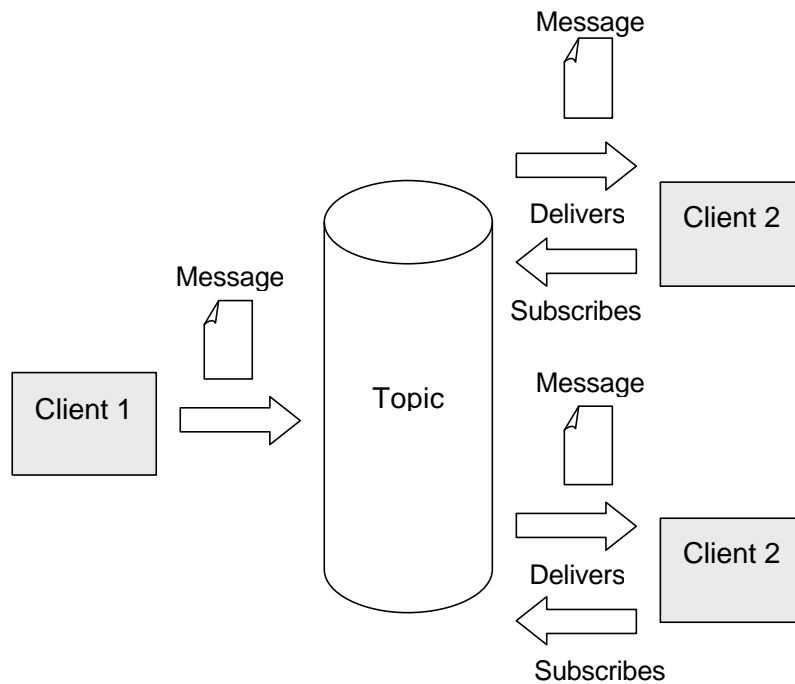 Message
Delivers
Client 2
Subscribes
Message
Client 1
Topic
Message
Delivers
Client 2
Subscribes